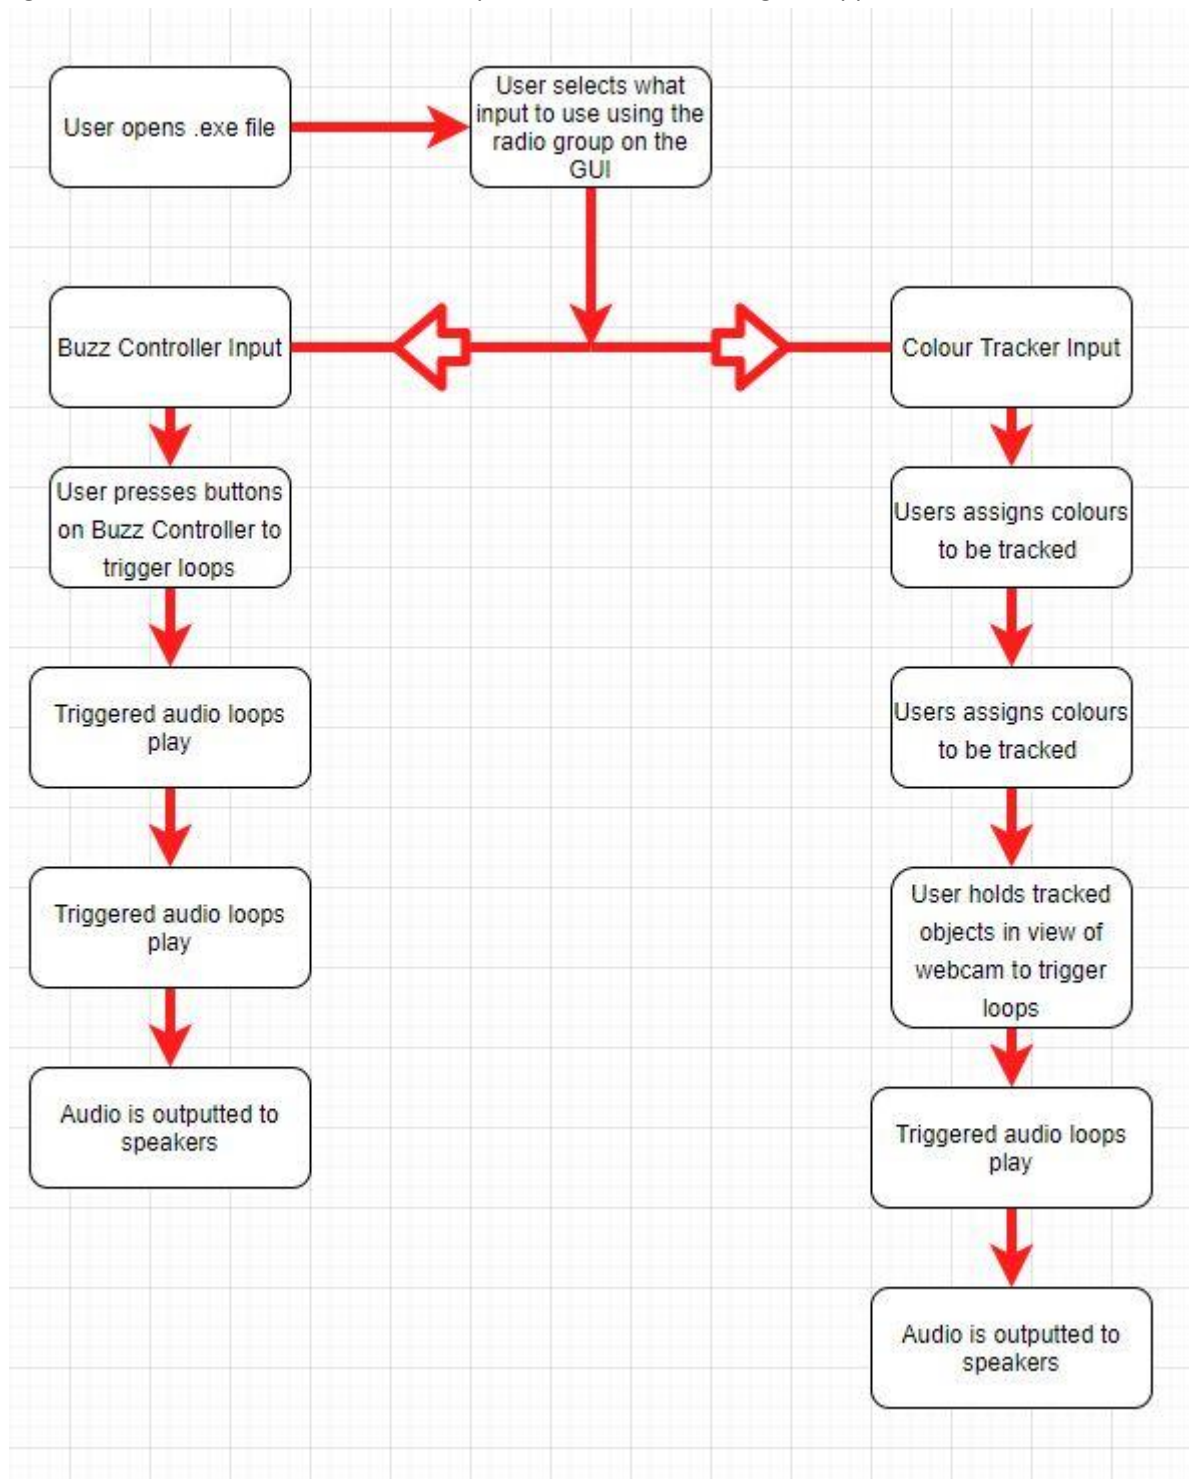 User opens .exe file
User selects what
input to use using the
radio group on the
GUI
Buzz Controller Input
Colour Tracker Input
User presses buttons
on Buzz Controller to
trigger loops
Users assigns colours
to be tracked
Triggered audio loops
play
Users assigns colours
to be tracked
Triggered audio loops
play
User holds tracked
objects in view of
webcam to trigger
loops
Audio is outputted to
speakers
Triggered audio loops
play
Audio is outputted to
speakers